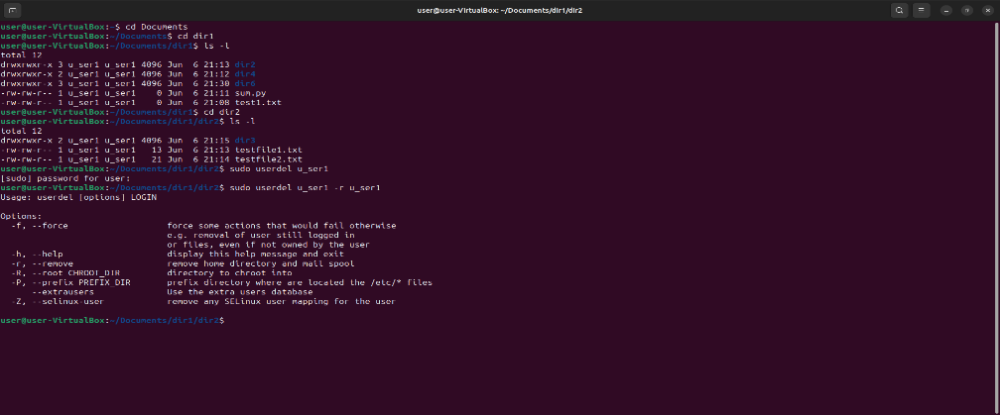 user@user-VirtualBox: ~/Documents/dir1/dir2
user@user-VirtualBox:~$ cd Documents
user@user-VirtualBox:~/Documents$ cd dir1
user@user-VirtualBox:~/Documents/dir1$ ls -l
total 12
drwxrwxr-x 3 u_ser1 u_ser1 4096 Jun  6 21:13 dir2
drwxrwxr-x 2 u_ser1 u_ser1 4096 Jun  6 21:12 dir4
drwxrwxr-x 2 u_ser1 u_ser1 4096 Jun  6 21:30 dir6
-rw-rw-r-- 1 u_ser1 u_ser1    0 Jun  6 21:11 sum.py
-rw-rw-r-- 1 u_ser1 u_ser1    0 Jun  6 21:08 test1.txt
user@user-VirtualBox:~/Documents/dir1$ cd dir2
user@user-VirtualBox:~/Documents/dir1/dir2$ ls -l
total 12
drwxrwxr-x 2 u_ser1 u_ser1 4096 Jun  6 21:15 dir3
-rw-rw-r-- 1 u_ser1 u_ser1   13 Jun  6 21:13 testfile1.txt
-rw-rw-r-- 1 u_ser1 u_ser1   21 Jun  6 21:14 testfile2.txt
user@user-VirtualBox:~/Documents/dir1/dir2$ sudo userdel u_ser1
[sudo] password for user:
user@user-VirtualBox:~/Documents/dir1/dir2$ sudo userdel u_ser1 -r u_ser1
Usage: userdel [options] LOGIN
Options:
  -f, --force                   force some actions that would fail otherwise
                                e.g. removal of user still logged in
                                or files, even if not owned by the user
  -h, --help                    display this help message and exit
  -r, --remove                  remove home directory and mail spool
  -R, --root CHROOT_DIR         directory to chroot into
  -P, --prefix PREFIX_DIR       prefix directory where are located the /etc/* files
      --extrausers              Use the extra users database
  -Z, --selinux-user            remove any SELinux user mapping for the user
user@user-VirtualBox:~/Documents/dir1/dir2$